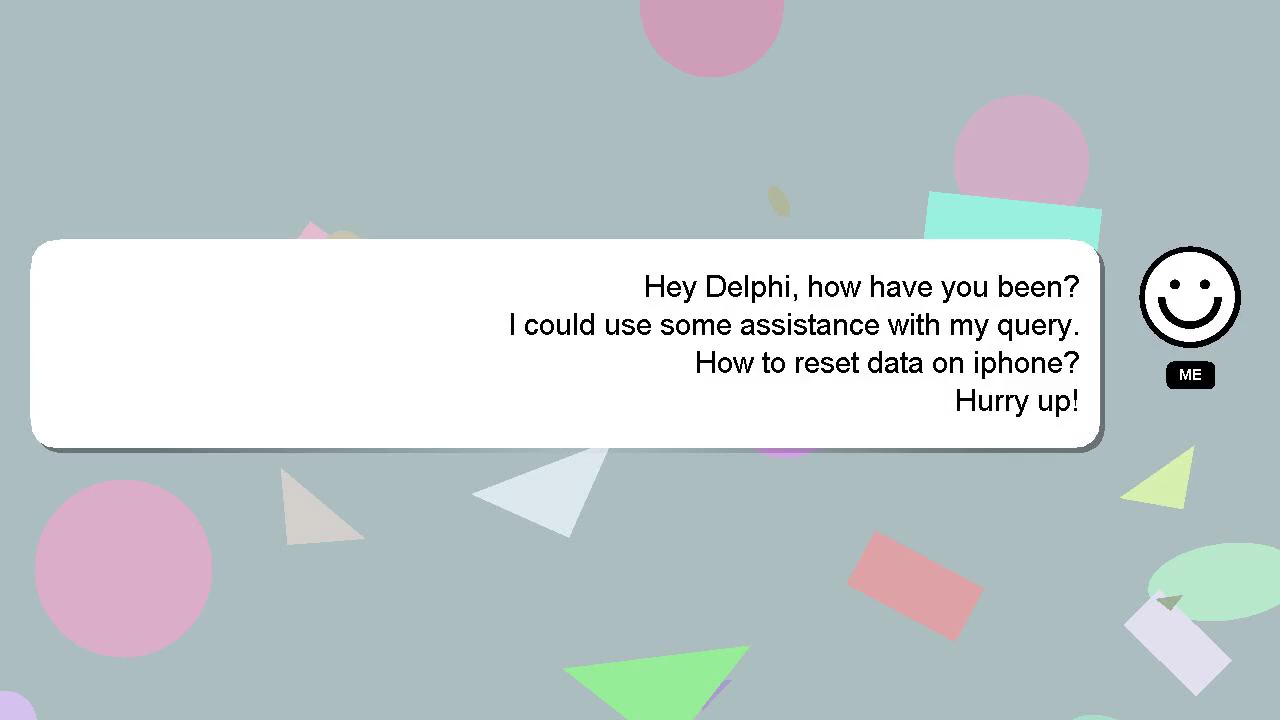 Hey Delphi, how have you been?
I could use some assistance with my query.
How to reset data on iphone?
Hurry up!
ME